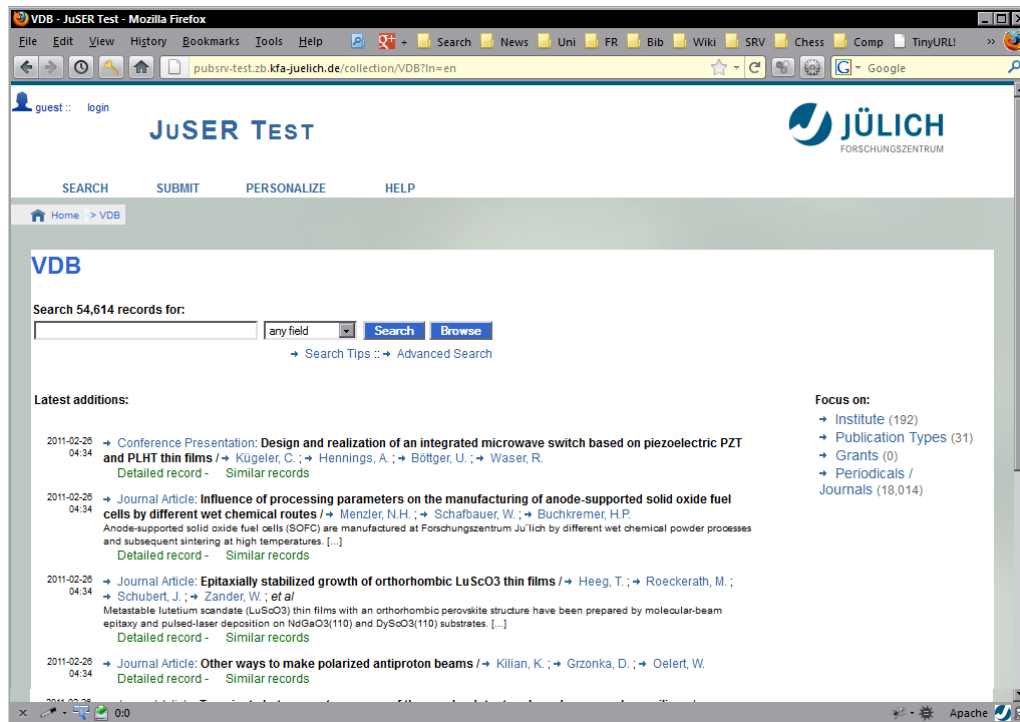 VDB - JuSER Test - Mozilla Firefox
File Edit View History Bookmarks Tools Help + Search News Uni FR Bib Wiki SRV Chess Comp TinyURL! »
pubsrv-test.zb.kfa-juelich.de/collection/VDB?ln=en Google
guest :: login
JuSER Test
JÜLICH
FORSCHUNGSZENTRUM
SEARCH SUBMIT PERSONALIZE HELP
Home > VDB
VDB
Search 54,614 records for:
any field Search Browse
→ Search Tips :: → Advanced Search
Latest additions:
2011-02-26 → Conference Presentation: Design and realization of an integrated microwave switch based on piezoelectric PZT
04:34 and PLHT thin films / → Kügeler, C. ; → Hennings, A. ; → Böttger, U. ; → Waser, R.
Detailed record - Similar records
2011-02-26 → Journal Article: Influence of processing parameters on the manufacturing of anode-supported solid oxide fuel
04:34 cells by different wet chemical routes / → Menzler, N.H. ; → Schafbauer, W. ; → Buchkremer, H.P.
Anode-supported solid oxide fuel cells (SOFC) are manufactured at Forschungszentrum Ju¨lich by different wet chemical powder processes
and subsequent sintering at high temperatures. [...]
Detailed record - Similar records
2011-02-26 → Journal Article: Epitaxially stabilized growth of orthorhombic LuScO3 thin films / → Heeg, T. ; → Roeckerath, M. ;
04:34 → Schubert, J. ; → Zander, W. ; et al
Metastable lutetium scandate (LuScO3) thin films with an orthorhombic perovskite structure have been prepared by molecular-beam
epitaxy and pulsed-laser deposition on NdGaO3(110) and DyScO3(110) substrates. [...]
Detailed record - Similar records
2011-02-26 → Journal Article: Other ways to make polarized antiproton beams / → Kilian, K. ; → Grzonka, D. ; → Oelert, W.
04:34
Detailed record - Similar records
Focus on:
→ Institute (192)
→ Publication Types (31)
→ Grants (0)
→ Periodicals /
Journals (18,014)
× 0:0 Apache